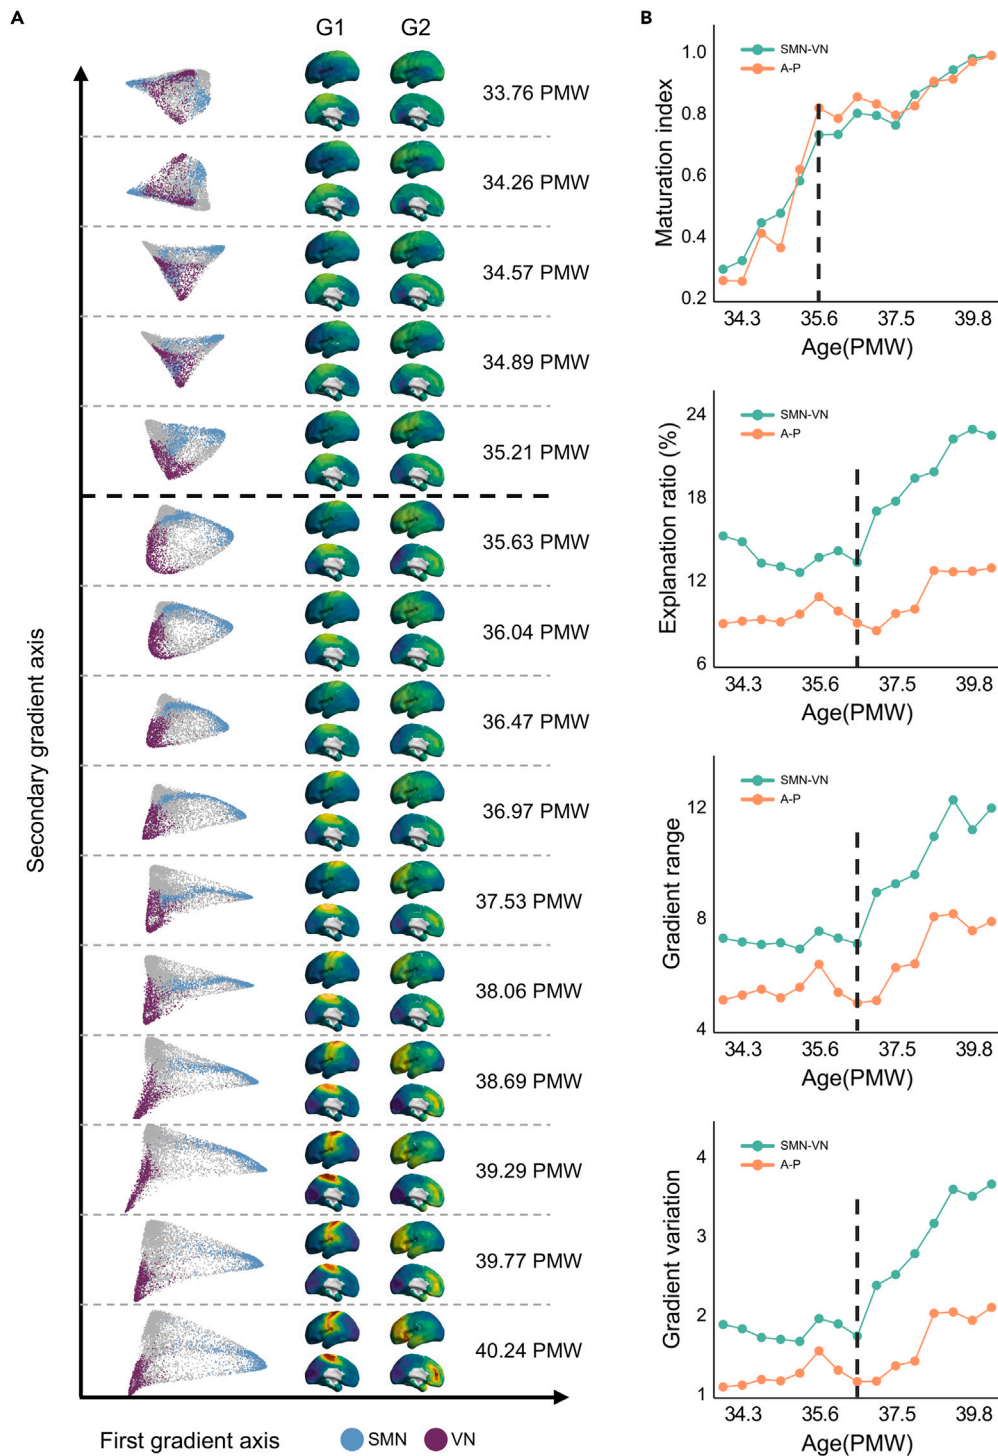 A
G1 G2
33.76 PMW
34.26 PMW
34.57 PMW
34.89 PMW
35.21 PMW
35.63 PMW
36.04 PMW
36.47 PMW
36.97 PMW
37.53 PMW
38.06 PMW
38.69 PMW
39.29 PMW
39.77 PMW
40.24 PMW
Secondary gradient axis
First gradient axis
SMN
VN
B
SMN-VN
A-P
Maturation index
1.0
0.8
0.6
0.4
0.2
34.3 35.6 37.5 39.8
Age(PMW)
SMN-VN
A-P
Explanation ratio (%)
24
18
12
6
34.3 35.6 37.5 39.8
Age(PMW)
SMN-VN
A-P
Gradient range
12
8
4
34.3 35.6 37.5 39.8
Age(PMW)
SMN-VN
A-P
Gradient variation
4
3
2
1
34.3 35.6 37.5 39.8
Age(PMW)